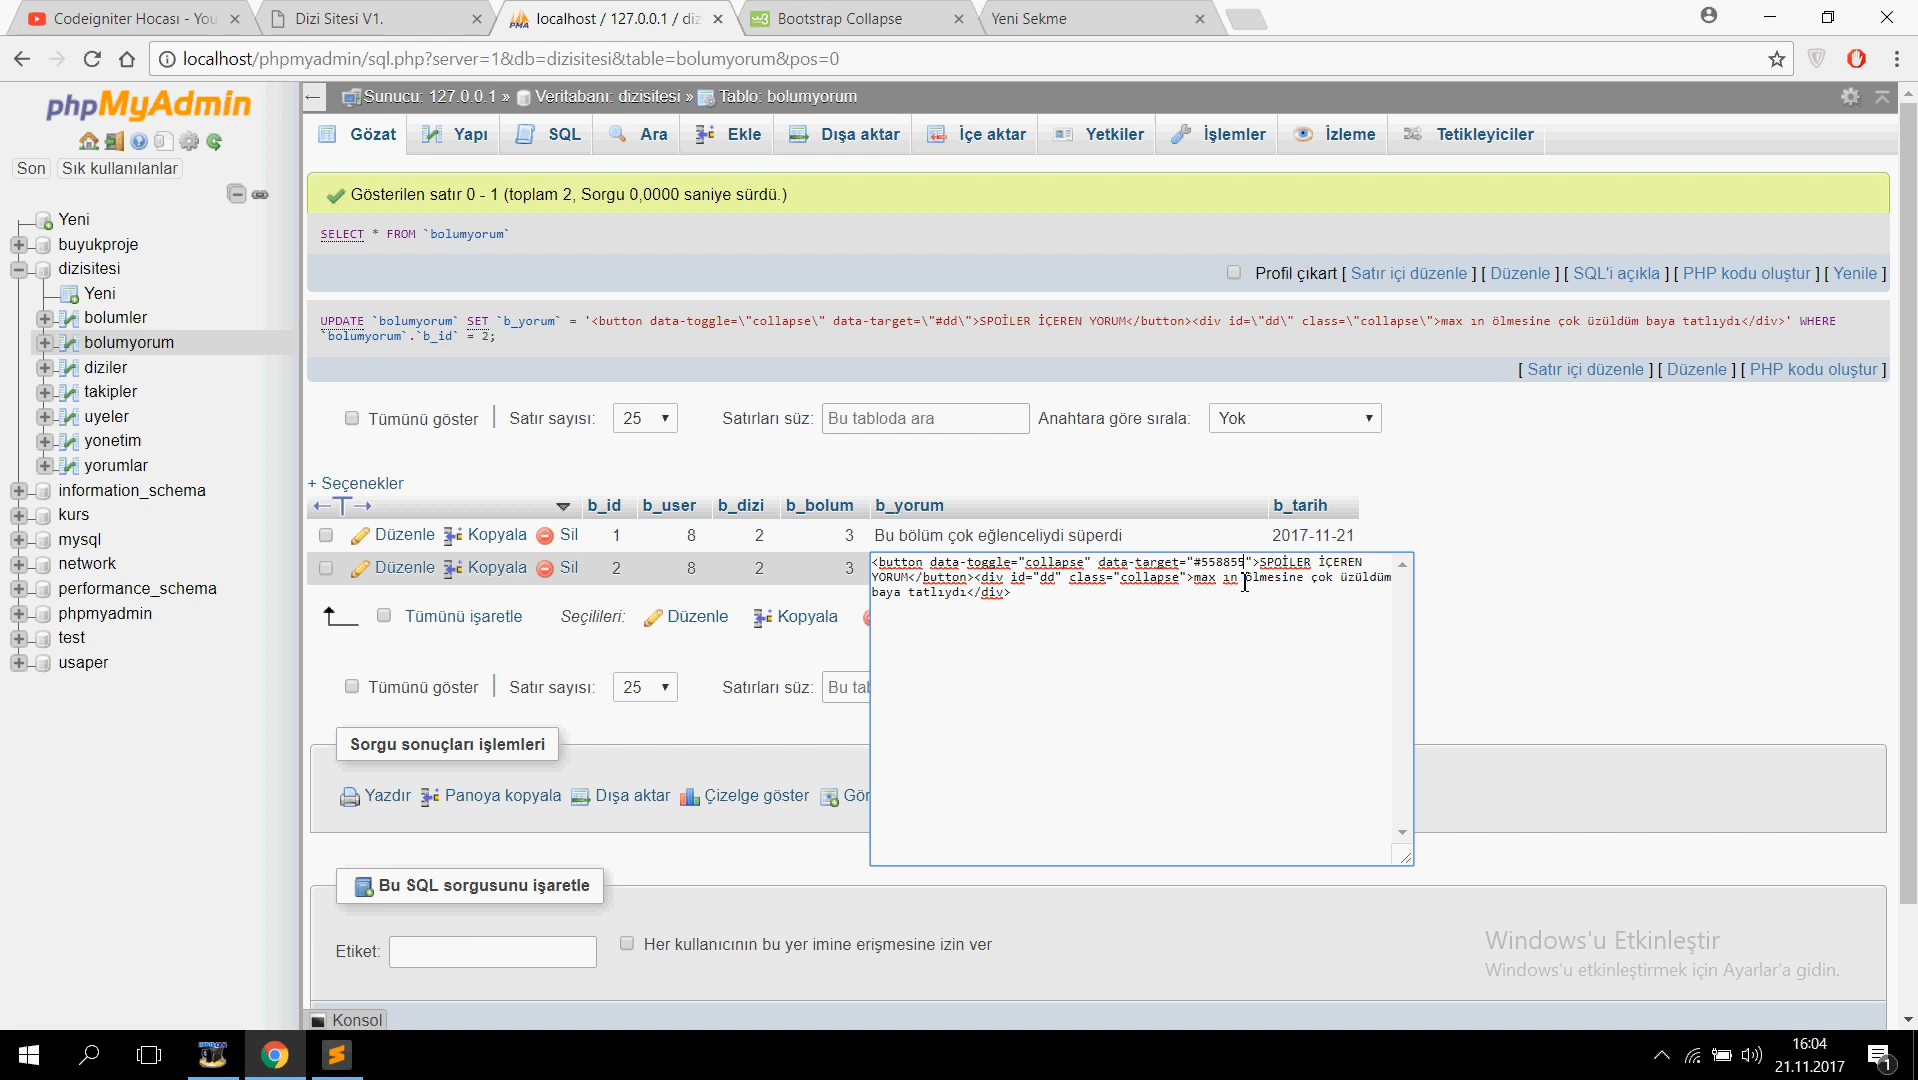 Codeigniter Hocası - You
Dizi Sitesi V1.
localhost / 127.0.0.1 / diz
Bootstrap Collapse
Yeni Sekme
localhost/phpmyadmin/sql.php?server=1&db=dizisitesi&table=bolumyorum&pos=0
phpMyAdmin
Son
Sık kullanılanlar
Yeni
buyukproje
dizisitesi
Yeni
bolumler
bolumyorum
diziler
takipler
uyeler
yonetim
yorumlar
information_schema
kurs
mysql
network
performance_schema
phpmyadmin
test
usaper
Sunucu: 127.0.0.1 » Veritabanı: dizisitesi » Tablo: bolumyorum
Gözat Yapı SQL Ara Ekle Dışa aktar İçe aktar Yetkiler İşlemler İzleme Tetikleyiciler
Gösterilen satır 0 - 1 (toplam 2, Sorgu 0,0000 saniye sürdü.)
SELECT * FROM `bolumyorum`
Profil çıkart [ Satır içi düzenle ] [ Düzenle ] [ SQL'i açıkla ] [ PHP kodu oluştur ] [ Yenile ]
UPDATE `bolumyorum` SET `b_yorum` = '<button data-toggle=\"collapse\" data-target=\"#dd\">SPOİLER İÇEREN YORUM</button><div id=\"dd\" class=\"collapse\">max ın ölmesine çok üzüldüm baya tatlıydı</div>' WHERE
`bolumyorum`.`b_id` = 2;
[ Satır içi düzenle ] [ Düzenle ] [ PHP kodu oluştur ]
Tümünü göster Satır sayısı: 25 Satırları süz: Bu tabloda ara Anahtara göre sırala: Yok
+ Seçenekler
b_id b_user b_dizi b_bolum b_yorum b_tarih
Düzenle Kopyala Sil 1 8 2 3 Bu bölüm çok eğlenceliydi süperdi 2017-11-21
Düzenle Kopyala Sil 2 8 2 3
<button data-toggle="collapse" data-target="#558855">SPOİLER İÇEREN
YORUM</button><div id="dd" class="collapse">max ın ölmesine çok üzüldüm
baya tatlıydı</div>
Tümünü işaretle Seçilileri: Düzenle Kopyala
Tümünü göster Satır sayısı: 25 Satırları süz: Bu tab
Sorgu sonuçları işlemleri
Yazdır Panoya kopyala Dışa aktar Çizelge göster Gör
Bu SQL sorgusunu işaretle
Etiket: Her kullanıcının bu yer imine erişmesine izin ver
Windows'u Etkinleştir
Windows'u etkinleştirmek için Ayarlar'a gidin.
Konsol
16:04
21.11.2017
1